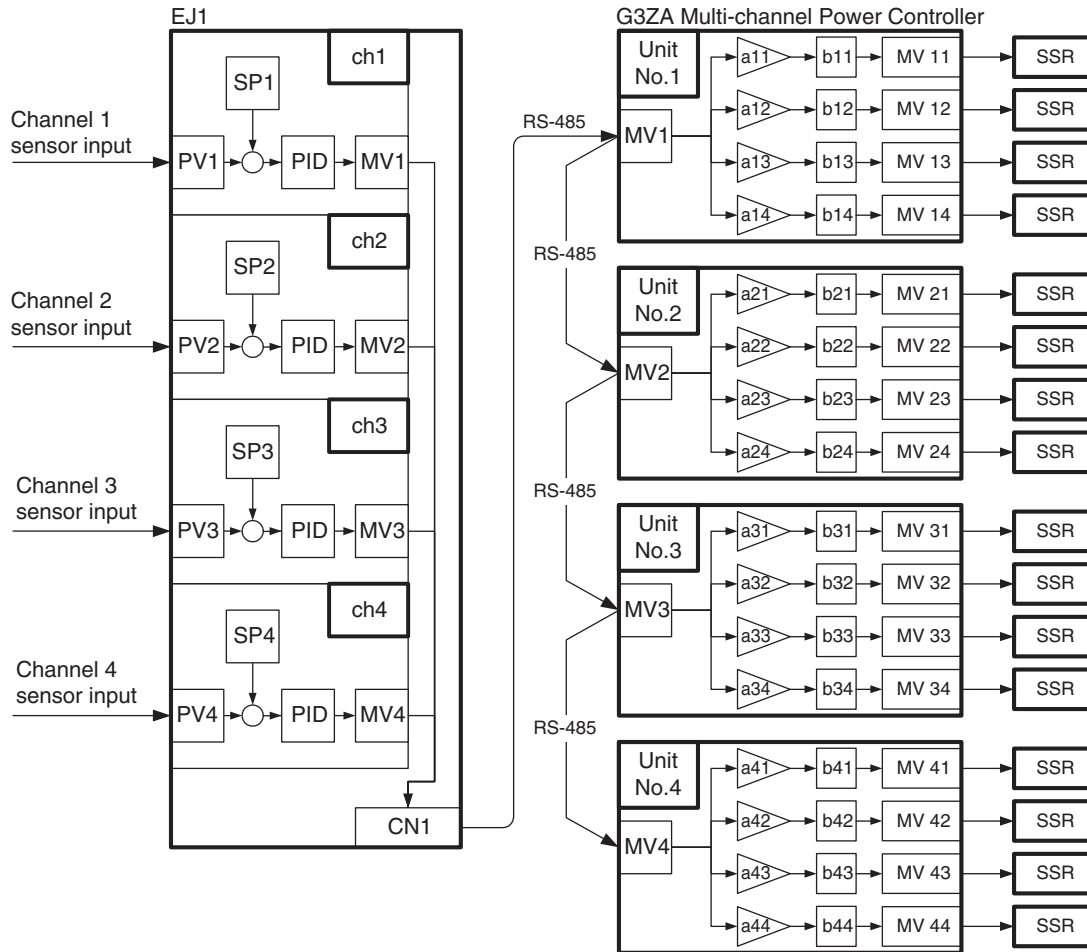 EJ1
ch1
SP1
Channel 1
sensor input
PV1
PID
MV1
ch2
SP2
Channel 2
sensor input
PV2
PID
MV2
ch3
SP3
Channel 3
sensor input
PV3
PID
MV3
ch4
SP4
Channel 4
sensor input
PV4
PID
MV4
CN1
RS-485
RS-485
RS-485
RS-485
G3ZA Multi-channel Power Controller
Unit
No.1
MV1
a11 b11 MV 11 SSR
a12 b12 MV 12 SSR
a13 b13 MV 13 SSR
a14 b14 MV 14 SSR
Unit
No.2
MV2
a21 b21 MV 21 SSR
a22 b22 MV 22 SSR
a23 b23 MV 23 SSR
a24 b24 MV 24 SSR
Unit
No.3
MV3
a31 b31 MV 31 SSR
a32 b32 MV 32 SSR
a33 b33 MV 33 SSR
a34 b34 MV 34 SSR
Unit
No.4
MV4
a41 b41 MV 41 SSR
a42 b42 MV 42 SSR
a43 b43 MV 43 SSR
a44 b44 MV 44 SSR